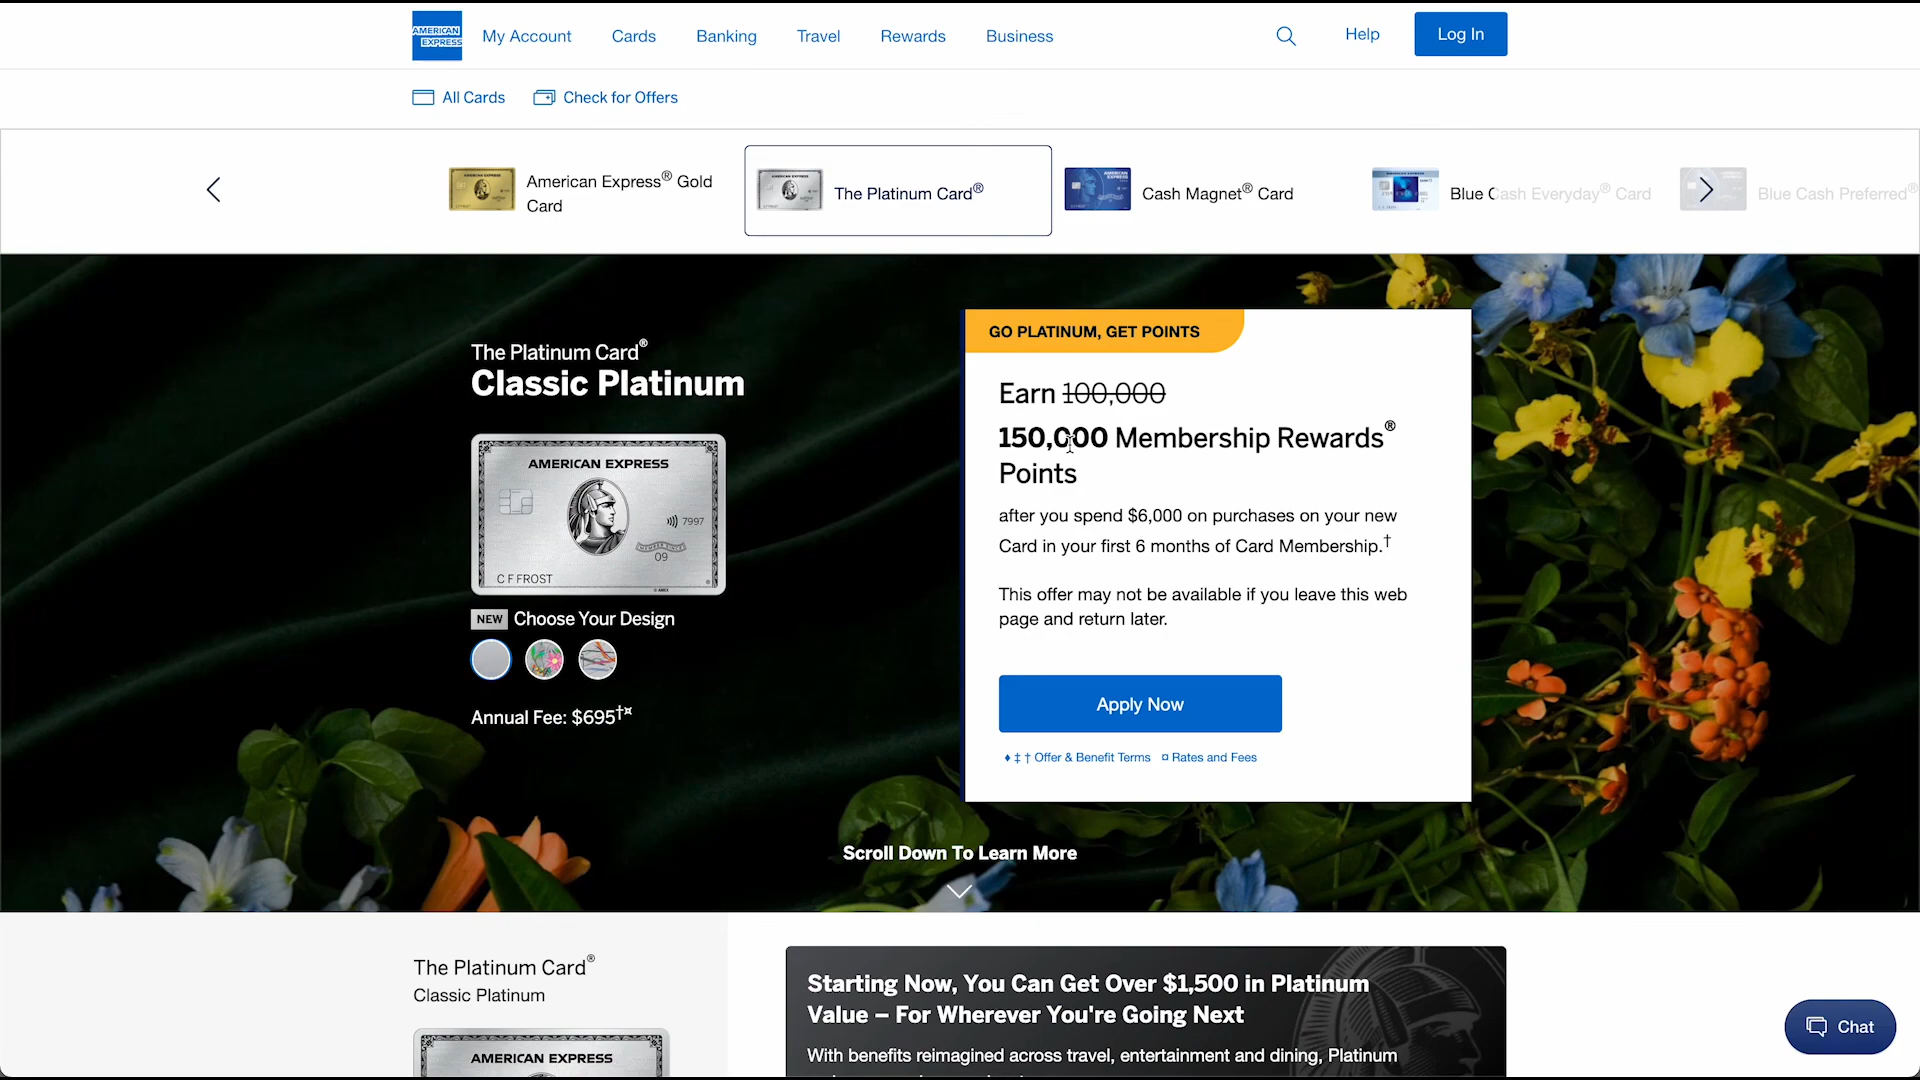 AMERICAN
EXPRESS
My Account
Cards
Banking
Travel
Rewards
Business
Help
Log In
All Cards
Check for Offers
American Express® Gold
Card
The Platinum Card®
Cash Magnet® Card
Blue Cash Everyday® Card
Blue Cash Preferred®
The Platinum Card®
Classic Platinum
AMERICAN EXPRESS
7997
MEMBER SINCE
09
C F FROST
NEW Choose Your Design
Annual Fee: $695†¤
GO PLATINUM, GET POINTS
Earn 100,000
150,000 Membership Rewards®
Points
after you spend $6,000 on purchases on your new
Card in your first 6 months of Card Membership.†
This offer may not be available if you leave this web
page and return later.
Apply Now
♦ ‡ † Offer & Benefit Terms ¤ Rates and Fees
Scroll Down To Learn More
The Platinum Card®
Classic Platinum
AMERICAN EXPRESS
Starting Now, You Can Get Over $1,500 in Platinum
Value – For Wherever You're Going Next
With benefits reimagined across travel, entertainment and dining, Platinum
Chat